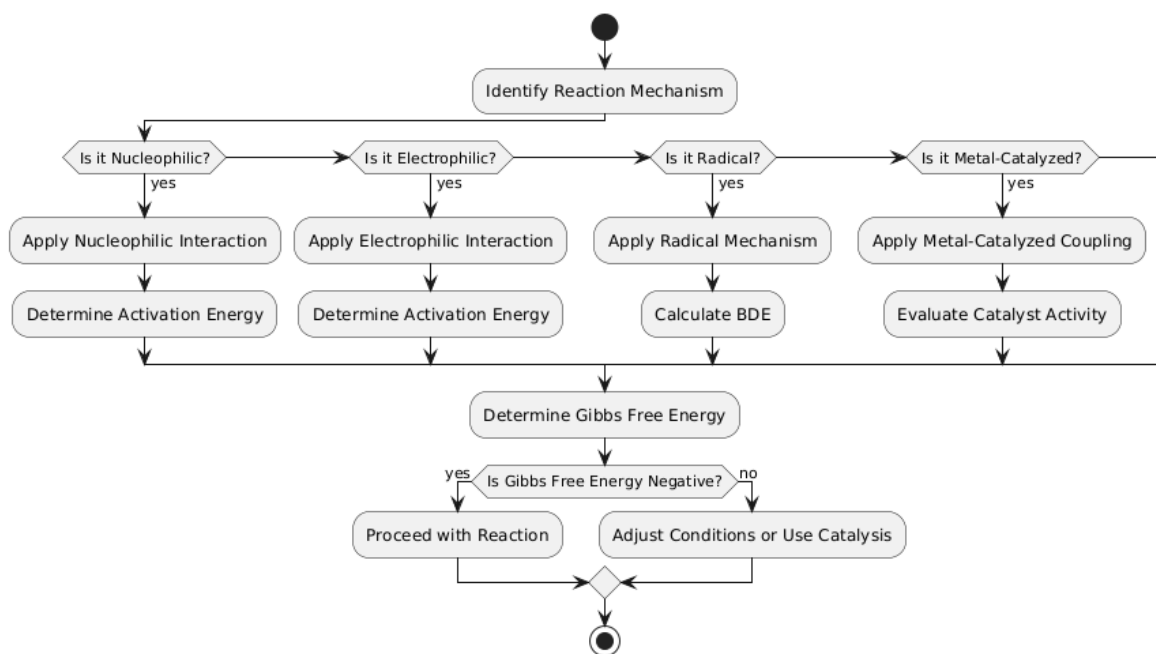 Identify Reaction Mechanism
Is it Nucleophilic?
Is it Electrophilic?
Is it Radical?
Is it Metal-Catalyzed?
yes
yes
yes
yes
Apply Nucleophilic Interaction
Apply Electrophilic Interaction
Apply Radical Mechanism
Apply Metal-Catalyzed Coupling
Determine Activation Energy
Determine Activation Energy
Calculate BDE
Evaluate Catalyst Activity
Determine Gibbs Free Energy
yes
Is Gibbs Free Energy Negative?
no
Proceed with Reaction
Adjust Conditions or Use Catalysis